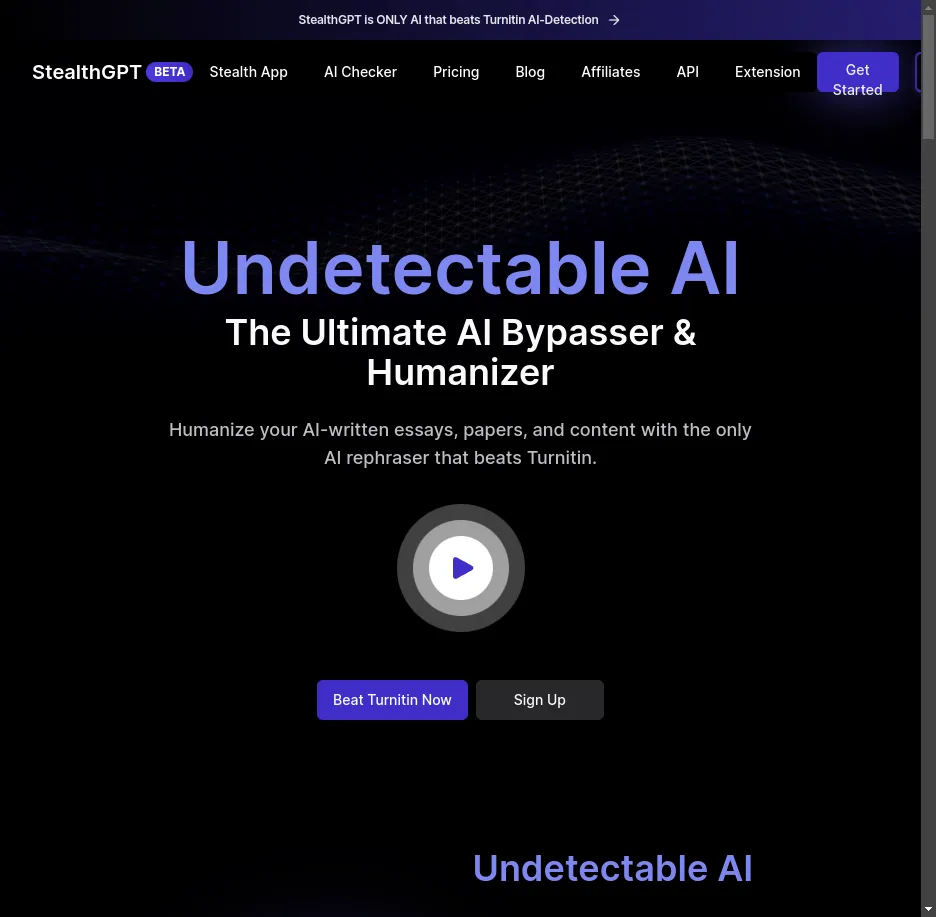 StealthGPT is ONLY AI that beats Turnitin AI-Detection
StealthGPT BETA Stealth App AI Checker Pricing Blog Affiliates API Extension Get
Started
Undetectable AI
The Ultimate AI Bypasser &
Humanizer
Humanize your AI-written essays, papers, and content with the only
AI rephraser that beats Turnitin.
Beat Turnitin Now Sign Up
Undetectable AI